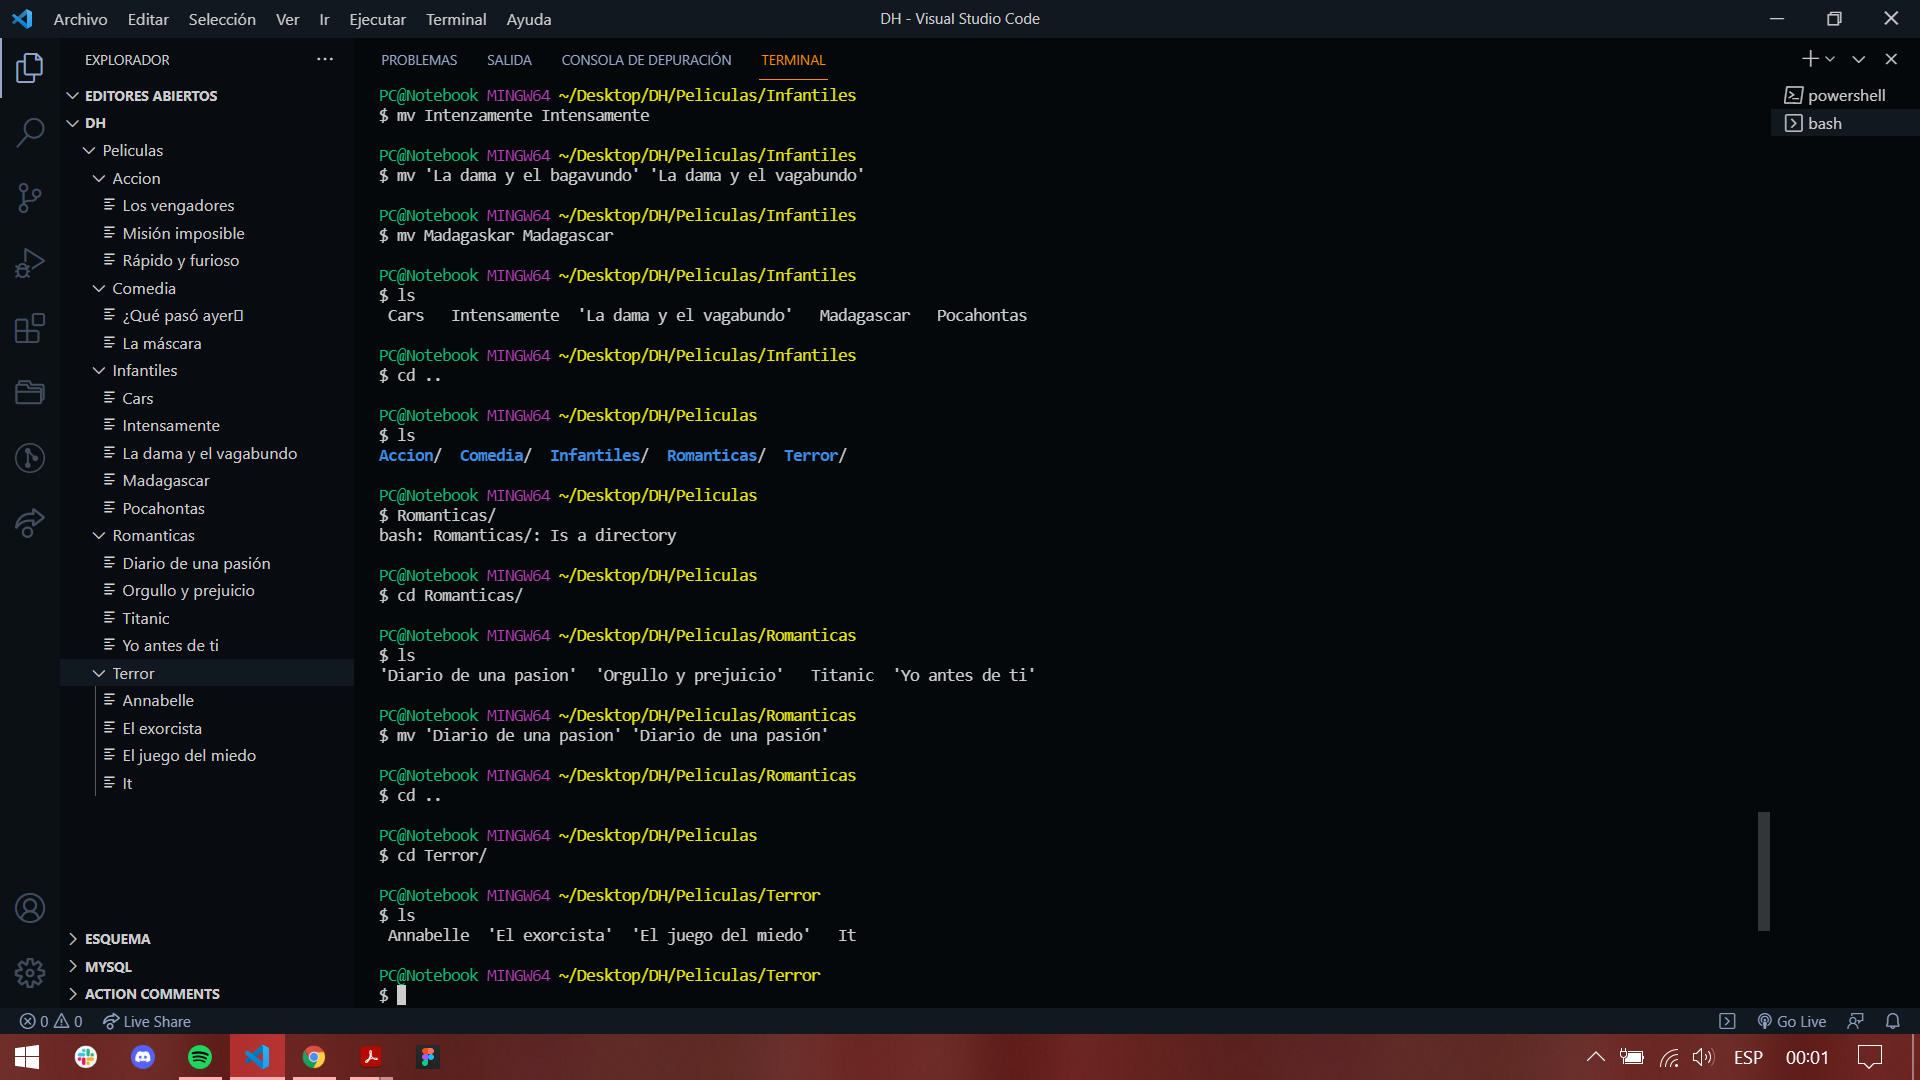 Archivo Editar Selección Ver Ir Ejecutar Terminal Ayuda
DH - Visual Studio Code
EXPLORADOR
EDITORES ABIERTOS
DH
Peliculas
Accion
Los vengadores
Misión imposible
Rápido y furioso
Comedia
¿Qué pasó ayer
La máscara
Infantiles
Cars
Intensamente
La dama y el vagabundo
Madagascar
Pocahontas
Romanticas
Diario de una pasión
Orgullo y prejuicio
Titanic
Yo antes de ti
Terror
Annabelle
El exorcista
El juego del miedo
It
ESQUEMA
MYSQL
ACTION COMMENTS
PROBLEMAS SALIDA CONSOLA DE DEPURACIÓN TERMINAL
PC@Notebook MINGW64 ~/Desktop/DH/Peliculas/Infantiles
$ mv Intenzamente Intensamente
PC@Notebook MINGW64 ~/Desktop/DH/Peliculas/Infantiles
$ mv 'La dama y el bagavundo' 'La dama y el vagabundo'
PC@Notebook MINGW64 ~/Desktop/DH/Peliculas/Infantiles
$ mv Madagaskar Madagascar
PC@Notebook MINGW64 ~/Desktop/DH/Peliculas/Infantiles
$ ls
Cars Intensamente 'La dama y el vagabundo' Madagascar Pocahontas
PC@Notebook MINGW64 ~/Desktop/DH/Peliculas/Infantiles
$ cd ..
PC@Notebook MINGW64 ~/Desktop/DH/Peliculas
$ ls
Accion/ Comedia/ Infantiles/ Romanticas/ Terror/
PC@Notebook MINGW64 ~/Desktop/DH/Peliculas
$ Romanticas/
bash: Romanticas/: Is a directory
PC@Notebook MINGW64 ~/Desktop/DH/Peliculas
$ cd Romanticas/
PC@Notebook MINGW64 ~/Desktop/DH/Peliculas/Romanticas
$ ls
'Diario de una pasion' 'Orgullo y prejuicio' Titanic 'Yo antes de ti'
PC@Notebook MINGW64 ~/Desktop/DH/Peliculas/Romanticas
$ mv 'Diario de una pasion' 'Diario de una pasión'
PC@Notebook MINGW64 ~/Desktop/DH/Peliculas/Romanticas
$ cd ..
PC@Notebook MINGW64 ~/Desktop/DH/Peliculas
$ cd Terror/
PC@Notebook MINGW64 ~/Desktop/DH/Peliculas/Terror
$ ls
Annabelle 'El exorcista' 'El juego del miedo' It
PC@Notebook MINGW64 ~/Desktop/DH/Peliculas/Terror
$
powershell
bash
0 0 Live Share
Go Live
ESP 00:01